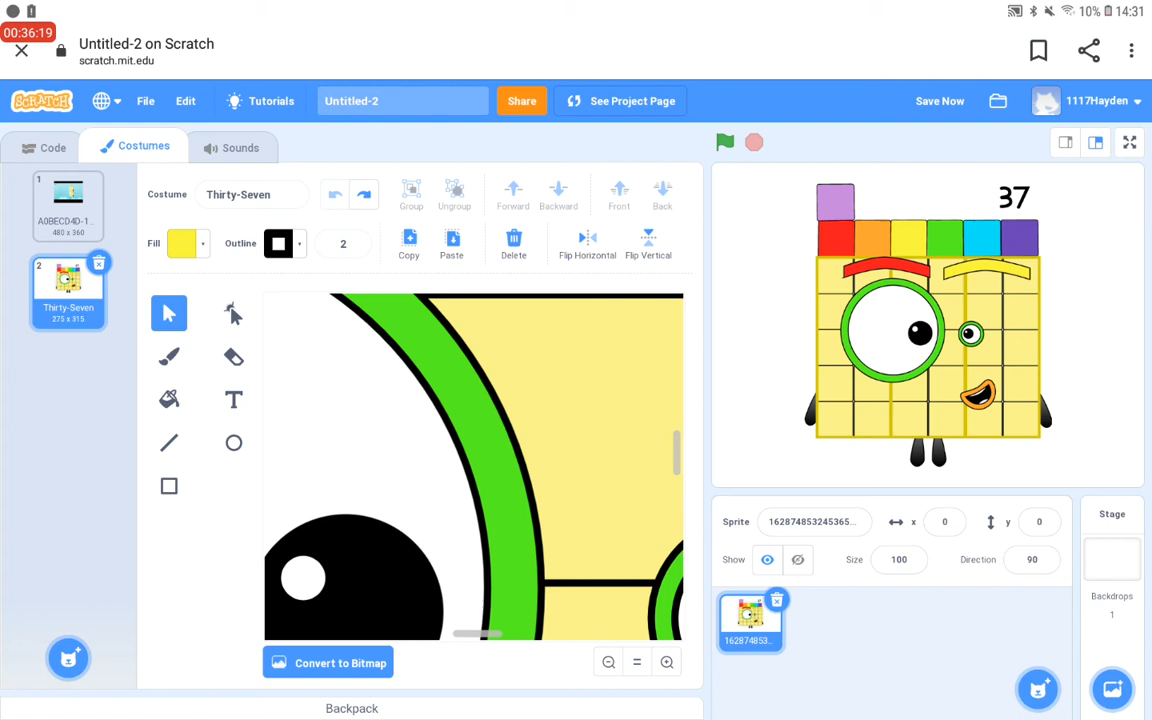 10% 14:31
00:36:19
Untitled-2 on Scratch
scratch.mit.edu
SCRATCH File Edit Tutorials Untitled-2 Share See Project Page Save Now 1117Hayden
Code Costumes Sounds
1
A0BECD4D-1...
480 x 360
2
Thirty-Seven
275 x 315
Costume Thirty-Seven Group Ungroup Forward Backward Front Back
Fill Outline 2 Copy Paste Delete Flip Horizontal Flip Vertical
T
Convert to Bitmap
Backpack
37
Sprite 162874853245365... x 0 y 0
Show Size 100 Direction 90
162874853...
Stage
Backdrops
1